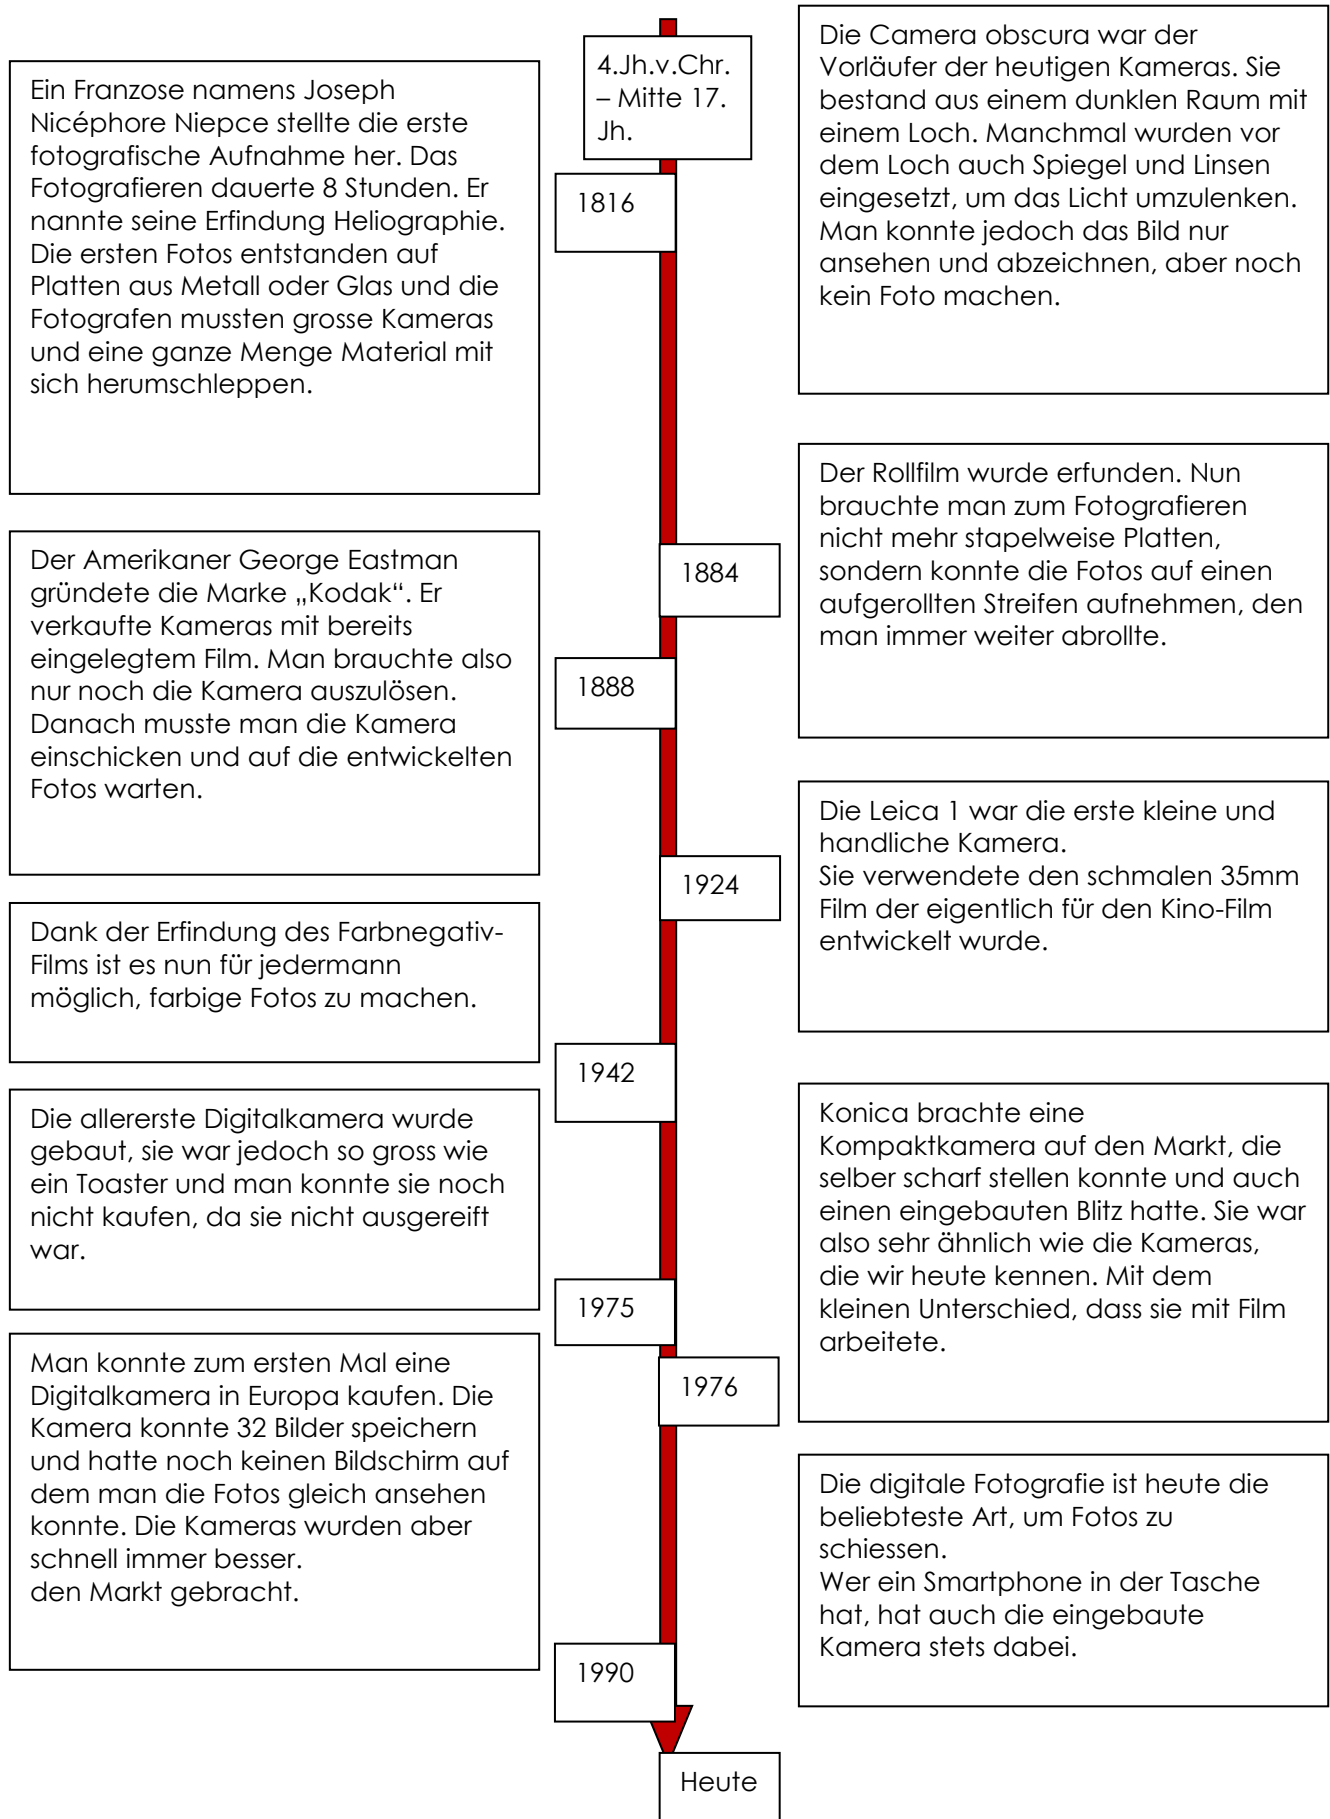 4.Jh.v.Chr.
– Mitte 17.
Jh.
Die Camera obscura war der
Vorläufer der heutigen Kameras. Sie
bestand aus einem dunklen Raum mit
einem Loch. Manchmal wurden vor
dem Loch auch Spiegel und Linsen
eingesetzt, um das Licht umzulenken.
Man konnte jedoch das Bild nur
ansehen und abzeichnen, aber noch
kein Foto machen.
Ein Franzose namens Joseph
Nicéphore Niepce stellte die erste
fotografische Aufnahme her. Das
Fotografieren dauerte 8 Stunden. Er
nannte seine Erfindung Heliographie.
Die ersten Fotos entstanden auf
Platten aus Metall oder Glas und die
Fotografen mussten grosse Kameras
und eine ganze Menge Material mit
sich herumschleppen.
1816
Der Rollfilm wurde erfunden. Nun
brauchte man zum Fotografieren
nicht mehr stapelweise Platten,
sondern konnte die Fotos auf einen
aufgerollten Streifen aufnehmen, den
man immer weiter abrollte.
1884
Der Amerikaner George Eastman
gründete die Marke „Kodak“. Er
verkaufte Kameras mit bereits
eingelegtem Film. Man brauchte also
nur noch die Kamera auszulösen.
Danach musste man die Kamera
einschicken und auf die entwickelten
Fotos warten.
1888
Die Leica 1 war die erste kleine und
handliche Kamera.
Sie verwendete den schmalen 35mm
Film der eigentlich für den Kino-Film
entwickelt wurde.
1924
Dank der Erfindung des Farbnegativ-
Films ist es nun für jedermann
möglich, farbige Fotos zu machen.
1942
Die allererste Digitalkamera wurde
gebaut, sie war jedoch so gross wie
ein Toaster und man konnte sie noch
nicht kaufen, da sie nicht ausgereift
war.
1975
Konica brachte eine
Kompaktkamera auf den Markt, die
selber scharf stellen konnte und auch
einen eingebauten Blitz hatte. Sie war
also sehr ähnlich wie die Kameras,
die wir heute kennen. Mit dem
kleinen Unterschied, dass sie mit Film
arbeitete.
1976
Man konnte zum ersten Mal eine
Digitalkamera in Europa kaufen. Die
Kamera konnte 32 Bilder speichern
und hatte noch keinen Bildschirm auf
dem man die Fotos gleich ansehen
konnte. Die Kameras wurden aber
schnell immer besser.
den Markt gebracht.
1990
Die digitale Fotografie ist heute die
beliebteste Art, um Fotos zu
schiessen.
Wer ein Smartphone in der Tasche
hat, hat auch die eingebaute
Kamera stets dabei.
Heute